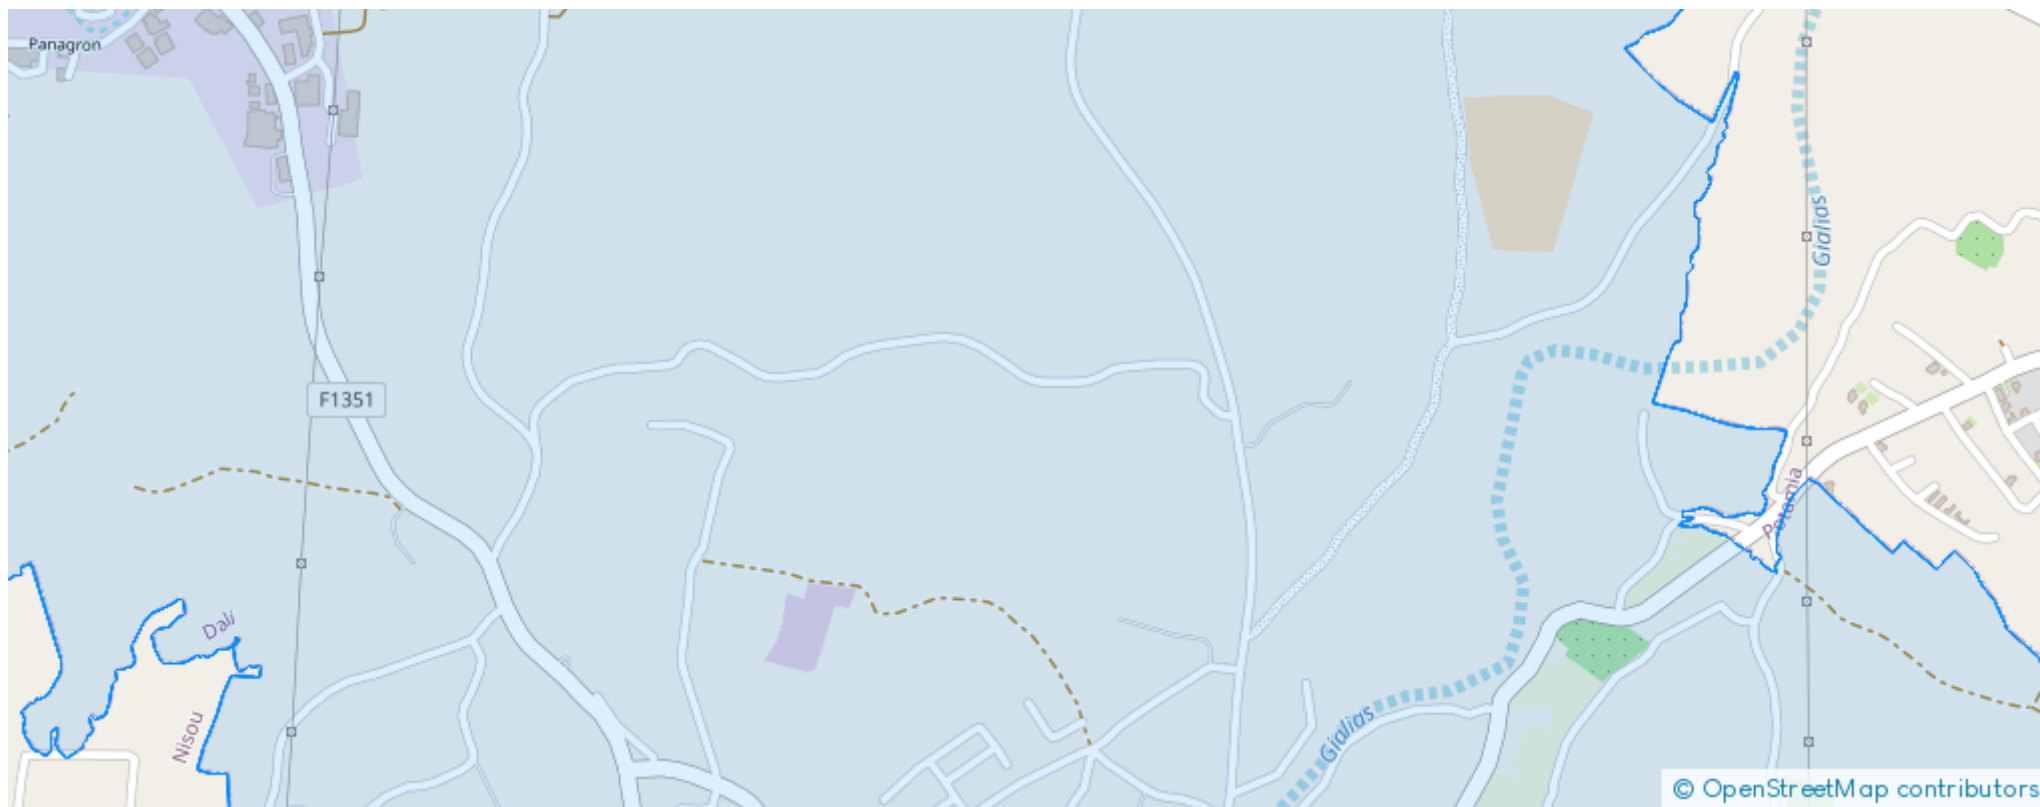 Panagron
Gialias
F1351
Potamia
Dali
Nisou
Gialias
© OpenStreetMap contributors